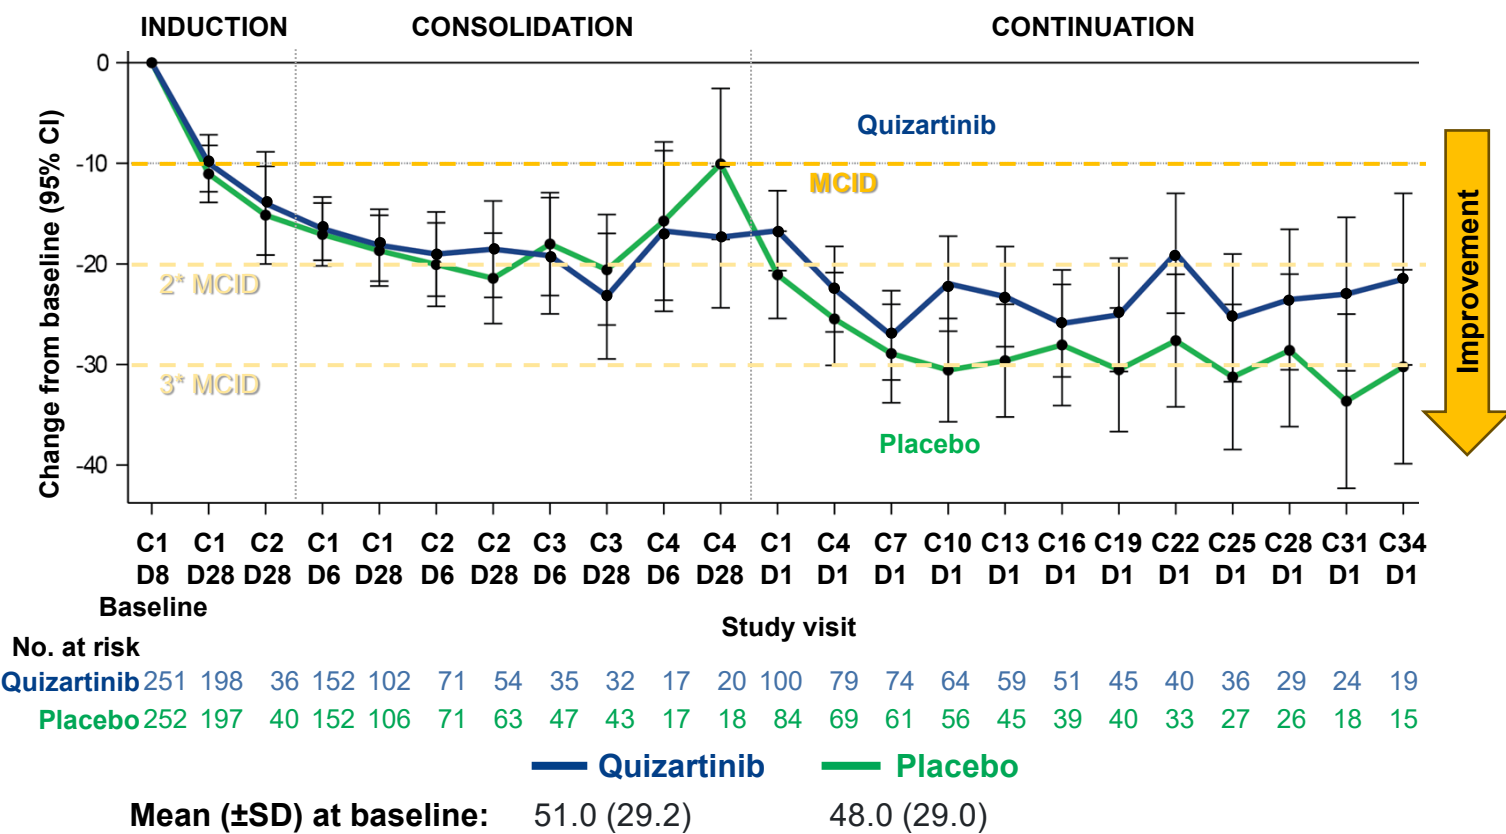 INDUCTION CONSOLIDATION CONTINUATION
Change from baseline (95% CI)
0
-10
-20
-30
-40
Quizartinib
MCID
2* MCID
3* MCID
Placebo
Improvement
C1 C1 C2 C1 C1 C2 C2 C3 C3 C4 C4 C1 C4 C7 C10 C13 C16 C19 C22 C25 C28 C31 C34
D8 D28 D28 D6 D28 D6 D28 D6 D28 D6 D28 D1 D1 D1 D1 D1 D1 D1 D1 D1 D1 D1 D1
Baseline
Study visit
No. at risk
Quizartinib 251 198 36 152 102 71 54 35 32 17 20 100 79 74 64 59 51 45 40 36 29 24 19
Placebo 252 197 40 152 106 71 63 47 43 17 18 84 69 61 56 45 39 40 33 27 26 18 15
Quizartinib Placebo
Mean (±SD) at baseline: 51.0 (29.2) 48.0 (29.0)